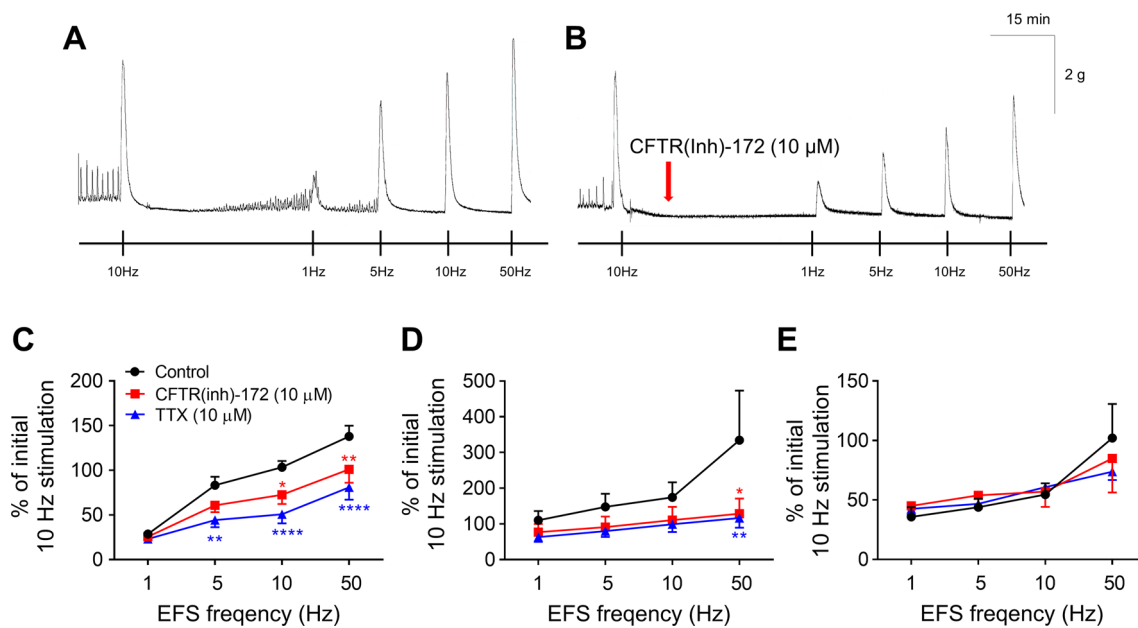 A
B
15 min
2 g
CFTR(Inh)-172 (10 µM)
10Hz
1Hz
5Hz
10Hz
50Hz
10Hz
1Hz
5Hz
10Hz
50Hz
C
Control
CFTR(inh)-172 (10 µM)
TTX (10 µM)
% of initial
10 Hz stimulation
200
150
100
50
0
*
**
**
****
****
1
5
10
50
EFS freqency (Hz)
D
% of initial
10 Hz stimulation
500
400
300
200
100
0
*
**
1
5
10
50
EFS freqency (Hz)
E
% of initial
10 Hz stimulation
150
100
50
0
1
5
10
50
EFS freqency (Hz)